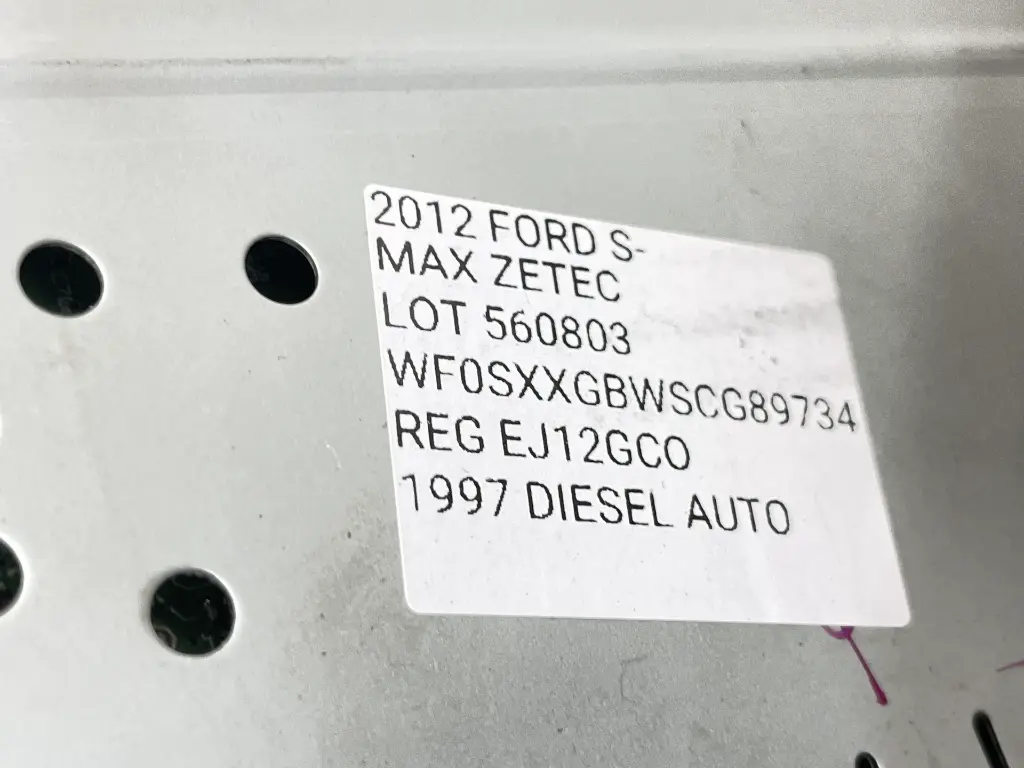 2012 FORD S-
MAX ZETEC
LOT 560803
WF0SXXGBWSCG89734
REG EJ12GCO
1997 DIESEL AUTO